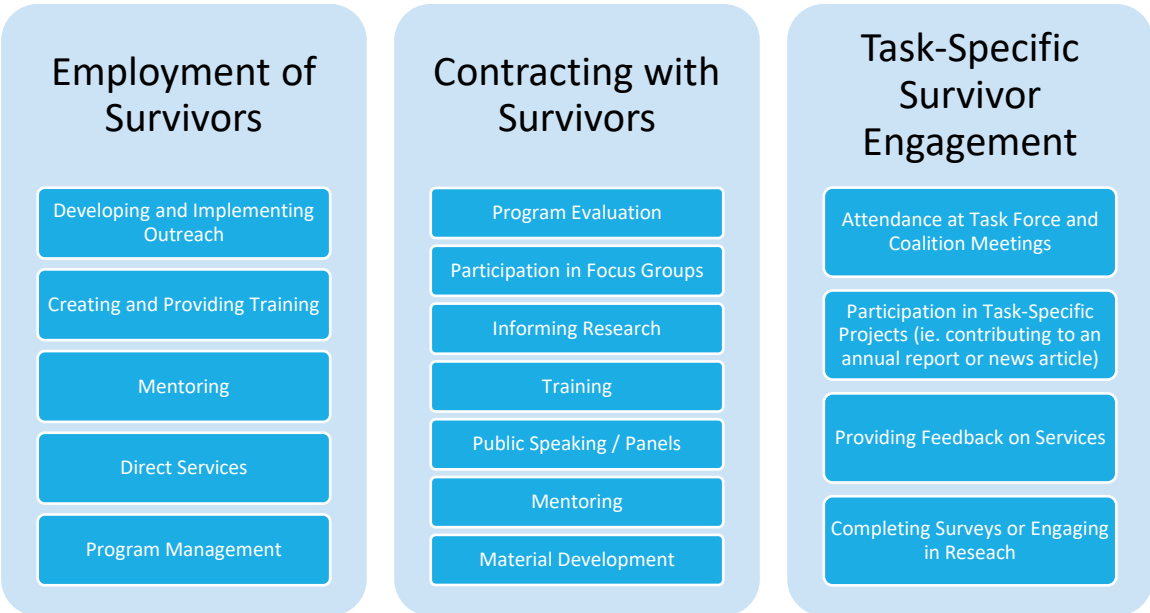 Employment of
Survivors
Developing and Implementing
Outreach
Creating and Providing Training
Mentoring
Direct Services
Program Management
Contracting with
Survivors
Program Evaluation
Participation in Focus Groups
Informing Research
Training
Public Speaking / Panels
Mentoring
Material Development
Task-Specific
Survivor
Engagement
Attendance at Task Force and
Coalition Meetings
Participation in Task-Specific
Projects (ie. contributing to an
annual report or news article)
Providing Feedback on Services
Completing Surveys or Engaging
in Reseach